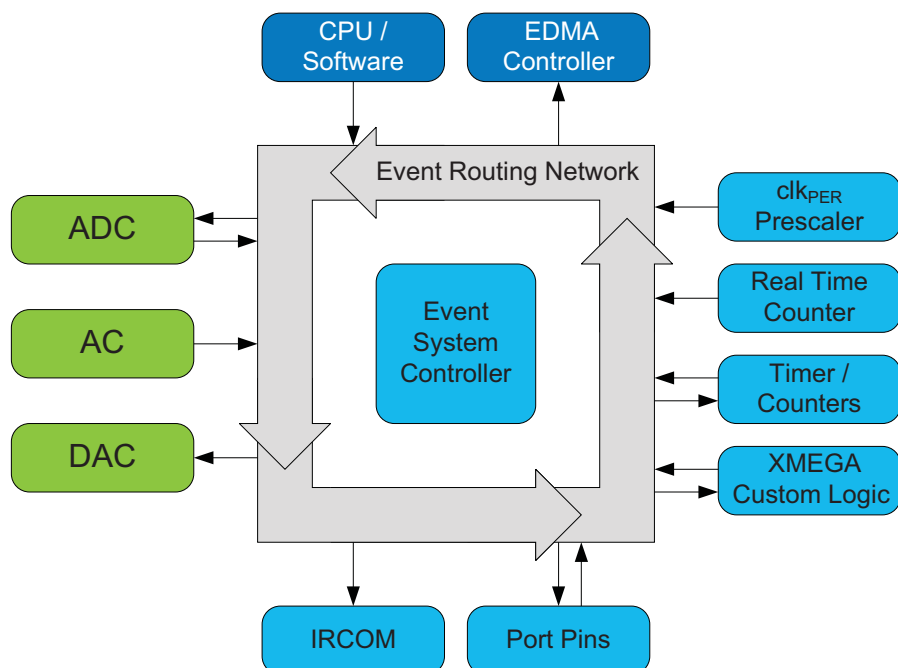 CPU /
Software
EDMA
Controller
Event Routing Network
ADC
clkPER
Prescaler
Real Time
Counter
Event
System
Controller
AC
Timer /
Counters
DAC
XMEGA
Custom Logic
IRCOM
Port Pins